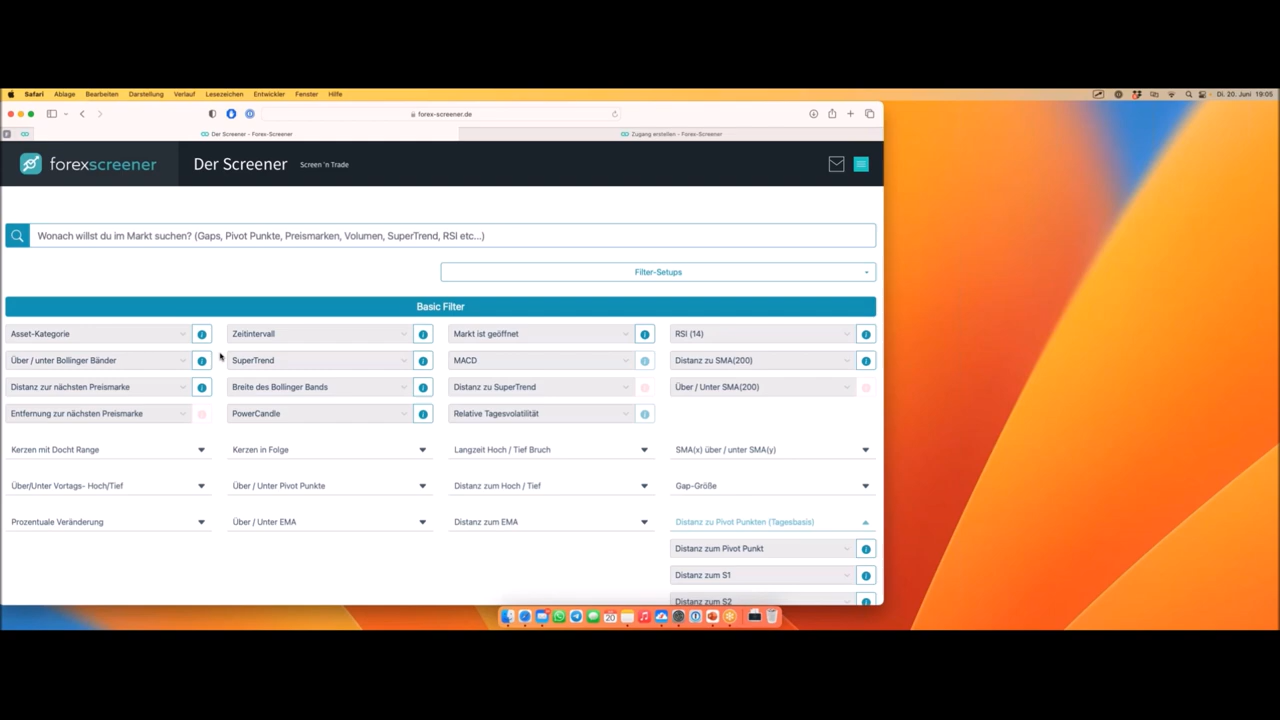 Safari Ablage Bearbeiten Darstellung Verlauf Lesezeichen Entwickler Fenster Hilfe Di. 20. Juni 19:05
forex-screener.de
Der Screener - Forex-Screener Zugang erstellen - Forex-Screener
forexscreener Der Screener Screen 'n Trade
Wonach willst du im Markt suchen? (Gaps, Pivot Punkte, Preismarken, Volumen, SuperTrend, RSI etc...)
Filter-Setups
Basic Filter
Asset-Kategorie Zeitintervall Markt ist geöffnet RSI (14)
Über / unter Bollinger Bänder SuperTrend MACD Distanz zu SMA(200)
Distanz zur nächsten Preismarke Breite des Bollinger Bands Distanz zu SuperTrend Über / Unter SMA(200)
Entfernung zur nächsten Preismarke PowerCandle Relative Tagesvolatilität
Kerzen mit Docht Range Kerzen in Folge Langzeit Hoch / Tief Bruch SMA(x) über / unter SMA(y)
Über/Unter Vortags- Hoch/Tief Über / Unter Pivot Punkte Distanz zum Hoch / Tief Gap-Größe
Prozentuale Veränderung Über / Unter EMA Distanz zum EMA Distanz zu Pivot Punkten (Tagesbasis)
Distanz zum Pivot Punkt
Distanz zum S1
Distanz zum S2
20